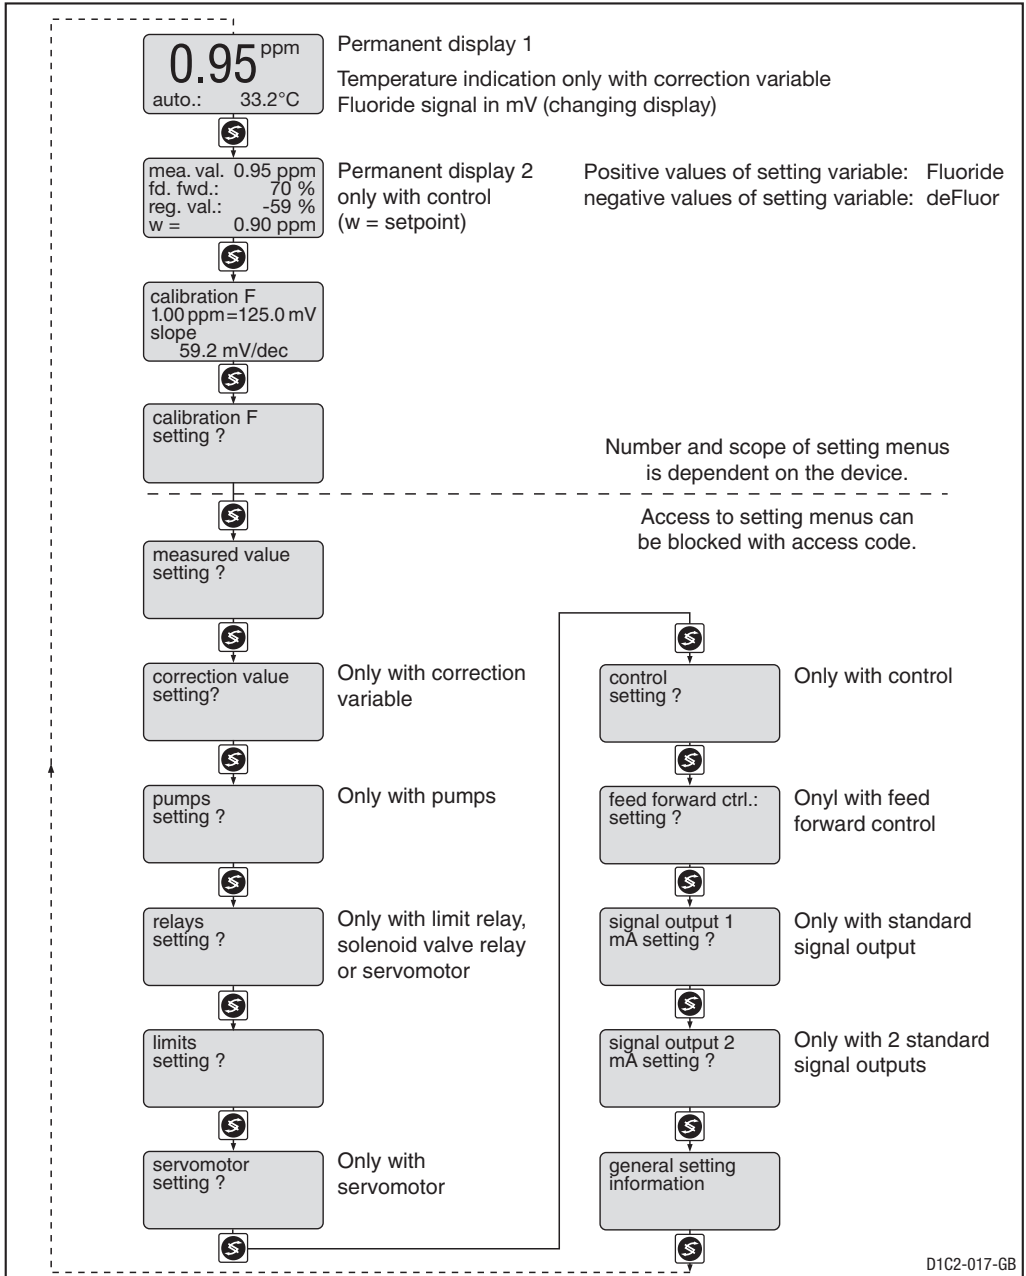 0.95 ppm
auto.: 33.2°C
Permanent display 1
Temperature indication only with correction variable
Fluoride signal in mV (changing display)
mea. val. 0.95 ppm
fd. fwd.: 70 %
reg. val.: -59 %
w = 0.90 ppm
Permanent display 2
only with control
(w = setpoint)
Positive values of setting variable: Fluoride
negative values of setting variable: deFluor
calibration F
1.00 ppm=125.0 mV
slope
59.2 mV/dec
calibration F
setting ?
Number and scope of setting menus
is dependent on the device.
Access to setting menus can
be blocked with access code.
measured value
setting ?
correction value
setting?
Only with correction
variable
pumps
setting ?
Only with pumps
relays
setting ?
Only with limit relay,
solenoid valve relay
or servomotor
limits
setting ?
servomotor
setting ?
Only with
servomotor
control
setting ?
Only with control
feed forward ctrl.:
setting ?
Onyl with feed
forward control
signal output 1
mA setting ?
Only with standard
signal output
signal output 2
mA setting ?
Only with 2 standard
signal outputs
general setting
information
D1C2-017-GB